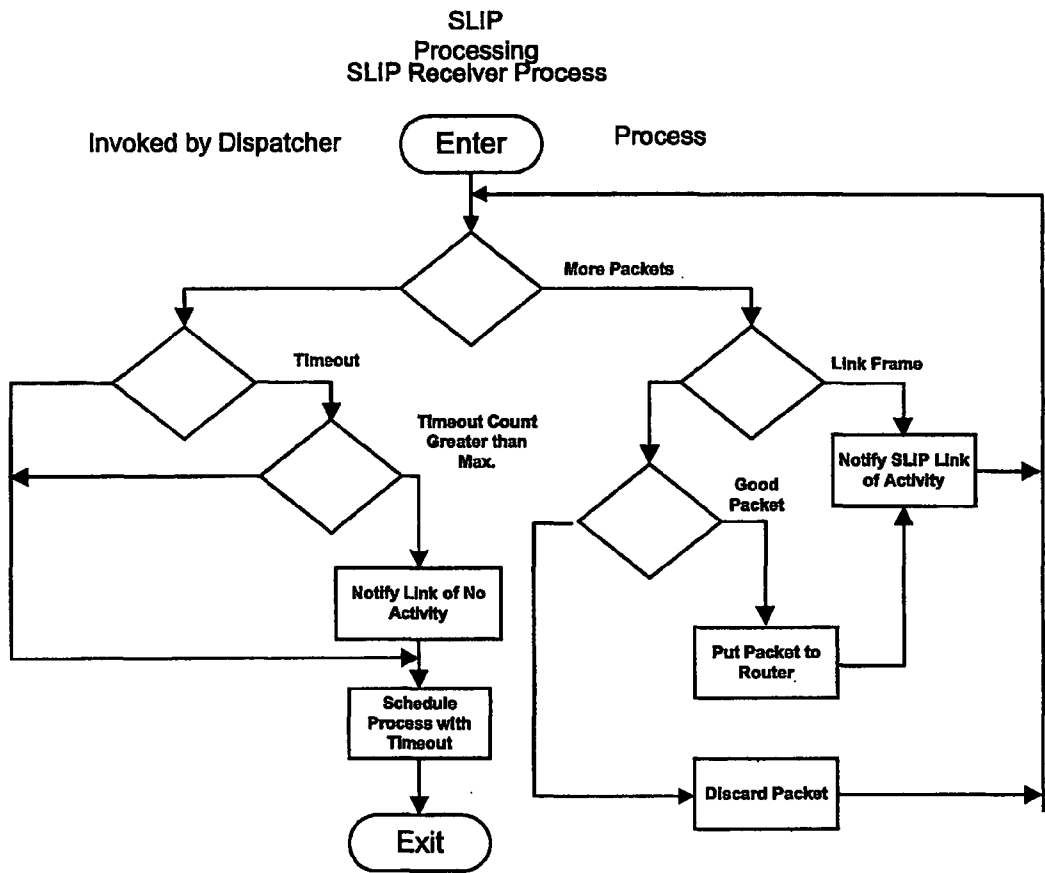 SLIP
Processing
SLIP Receiver Process
Invoked by Dispatcher
Enter
Process
More Packets
Timeout
Link Frame
Timeout Count
Greater than
Max.
Notify SLIP Link
of Activity
Good
Packet
Notify Link of No
Activity
Put Packet to
Router
Schedule
Process with
Timeout
Discard Packet
Exit